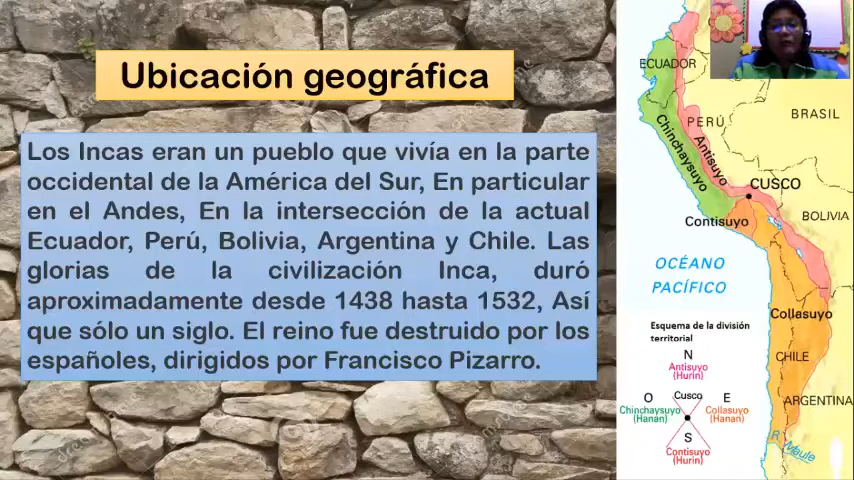 Ubicación geográfica
Los Incas eran un pueblo que vivía en la parte
occidental de la América del Sur, En particular
en el Andes, En la intersección de la actual
Ecuador, Perú, Bolivia, Argentina y Chile. Las
glorias de la civilización Inca, duró
aproximadamente desde 1438 hasta 1532, Así
que sólo un siglo. El reino fue destruido por los
españoles, dirigidos por Francisco Pizarro.
ECUADOR
PERÚ
BRASIL
Chinchaysuyo
Antisuyo
CUSCO
Contisuyo
BOLIVIA
OCÉANO
PACÍFICO
Collasuyo
CHILE
ARGENTINA
R. Maule
Esquema de la división
territorial
N
Antisuyo
(Hurin)
O
Cusco
E
Chinchaysuyo
(Hanan)
Collasuyo
(Hanan)
S
Contisuyo
(Hurin)